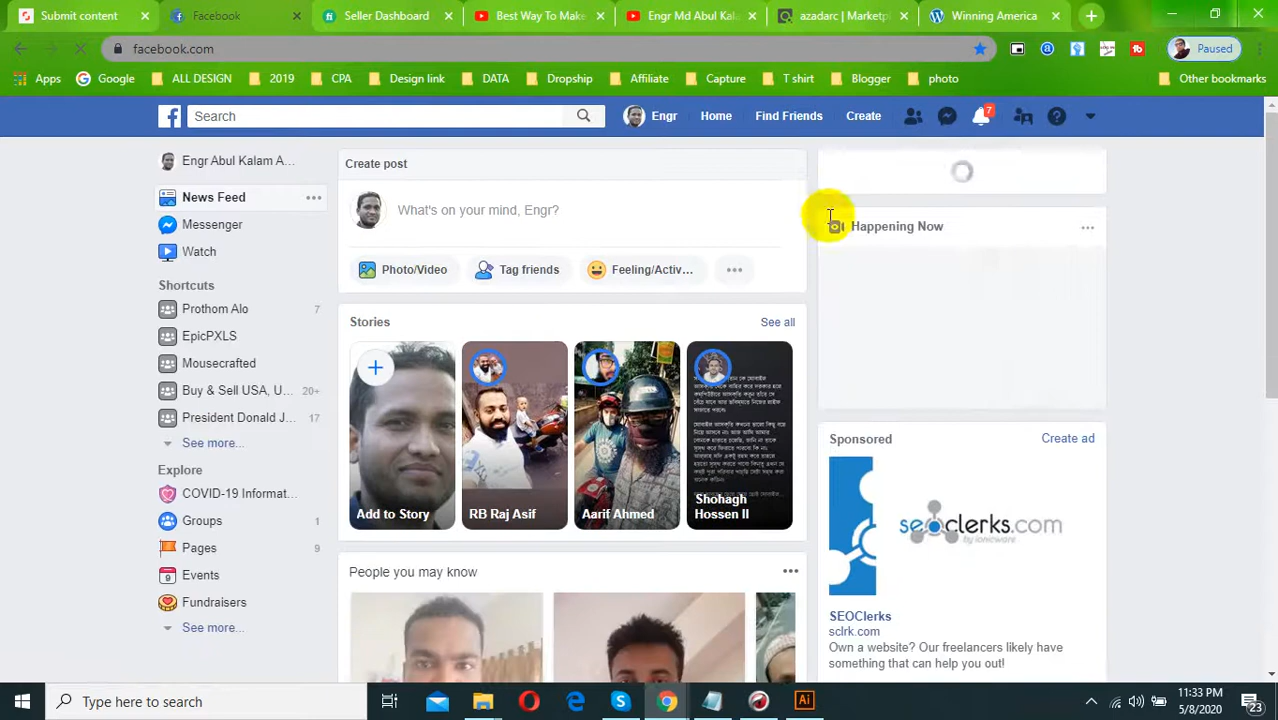 Submit content
Facebook
Seller Dashboard
Best Way To Make
Engr Md Abul Kalam
azadarc | Marketp
Winning America
facebook.com
Paused
Apps
Google
ALL DESIGN
2019
CPA
Design link
DATA
Dropship
Affiliate
Capture
T shirt
Blogger
photo
Other bookmarks
Search
Engr
Home
Find Friends
Create
7
Engr Abul Kalam A...
News Feed
Messenger
Watch
Shortcuts
Prothom Alo 7
EpicPXLS
Mousecrafted
Buy & Sell USA, U... 20+
President Donald J... 17
See more...
Explore
COVID-19 Informat...
Groups 1
Pages 9
Events
Fundraisers
See more...
Create post
What's on your mind, Engr?
Photo/Video
Tag friends
Feeling/Activ...
Stories
See all
Add to Story
RB Raj Asif
Aarif Ahmed
Shohagh
Hossen II
People you may know
Happening Now
Sponsored
Create ad
seoclerks.com
by ionicware
SEOClerks
sclrk.com
Own a website? Our freelancers likely have
something that can help you out!
Type here to search
Ai
11:33 PM
5/8/2020
23